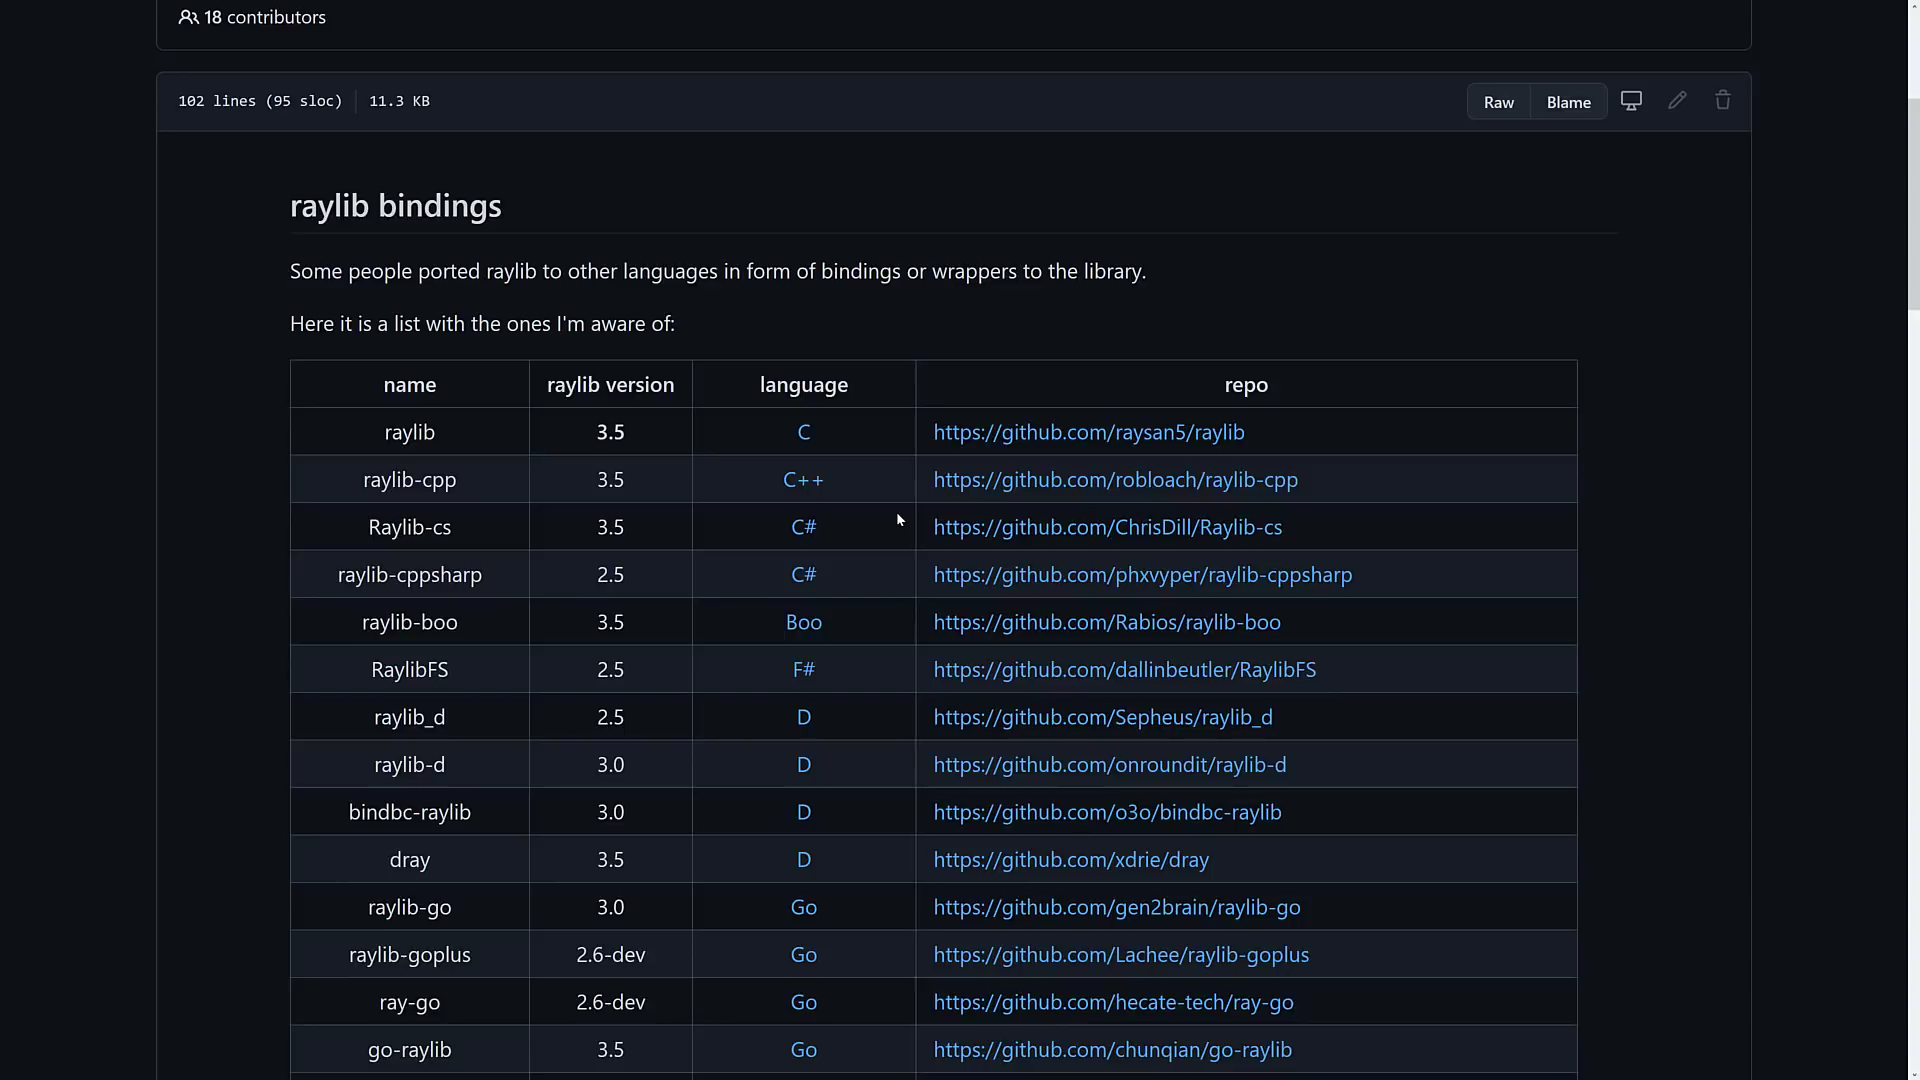 18 contributors
102 lines (95 sloc) 11.3 KB Raw Blame
raylib bindings
Some people ported raylib to other languages in form of bindings or wrappers to the library.
Here it is a list with the ones I'm aware of:
name raylib version language repo
raylib 3.5 C https://github.com/raysan5/raylib
raylib-cpp 3.5 C++ https://github.com/robloach/raylib-cpp
Raylib-cs 3.5 C# https://github.com/ChrisDill/Raylib-cs
raylib-cppsharp 2.5 C# https://github.com/phxvyper/raylib-cppsharp
raylib-boo 3.5 Boo https://github.com/Rabios/raylib-boo
RaylibFS 2.5 F# https://github.com/dallinbeutler/RaylibFS
raylib_d 2.5 D https://github.com/Sepheus/raylib_d
raylib-d 3.0 D https://github.com/onroundit/raylib-d
bindbc-raylib 3.0 D https://github.com/o3o/bindbc-raylib
dray 3.5 D https://github.com/xdrie/dray
raylib-go 3.0 Go https://github.com/gen2brain/raylib-go
raylib-goplus 2.6-dev Go https://github.com/Lachee/raylib-goplus
ray-go 2.6-dev Go https://github.com/hecate-tech/ray-go
go-raylib 3.5 Go https://github.com/chunqian/go-raylib